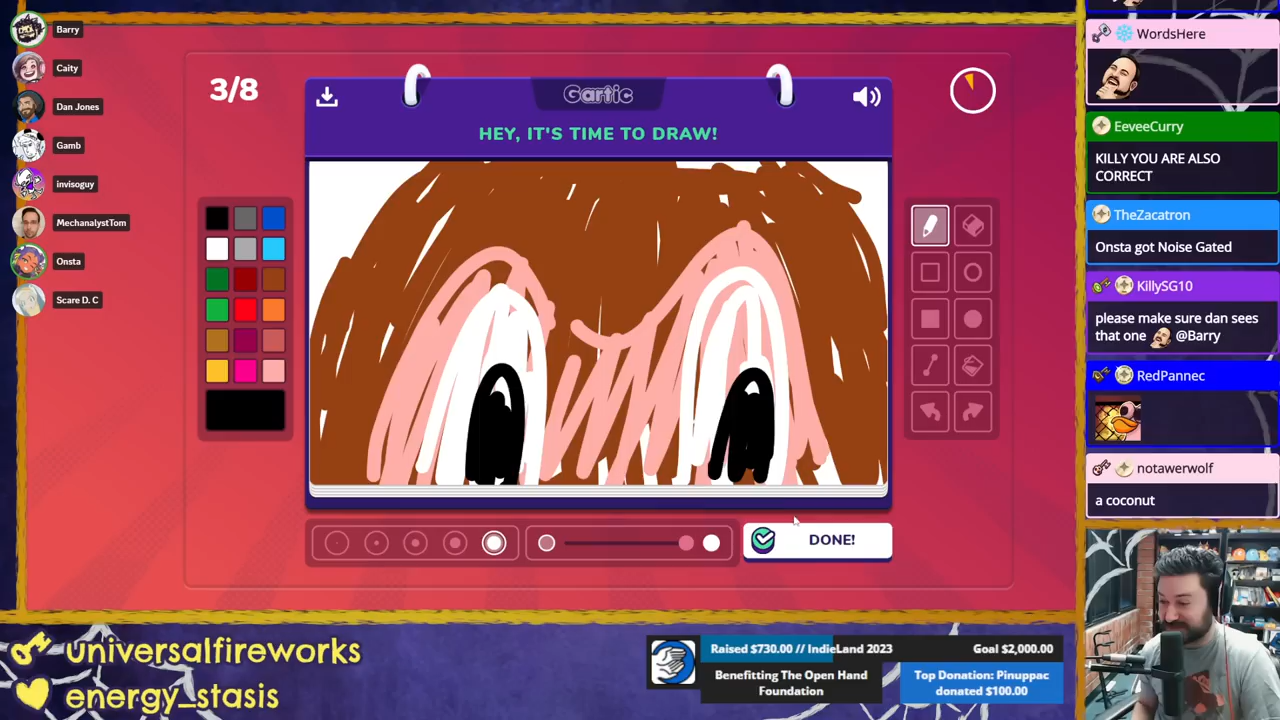 Barry
Caity
Dan Jones
Gamb
invisoguy
MechanalystTom
Onsta
Scare D. C
3/8
Gartic
HEY, IT'S TIME TO DRAW!
DONE!
WordsHere
EeveeCurry
KILLY YOU ARE ALSO
CORRECT
TheZacatron
Onsta got Noise Gated
KillySG10
please make sure dan sees
that one @Barry
RedPannec
notawerwolf
a coconut
universalfireworks
energy_stasis
Raised $730.00 // IndieLand 2023
Goal $2,000.00
Benefitting The Open Hand
Foundation
Top Donation: Pinuppac
donated $100.00